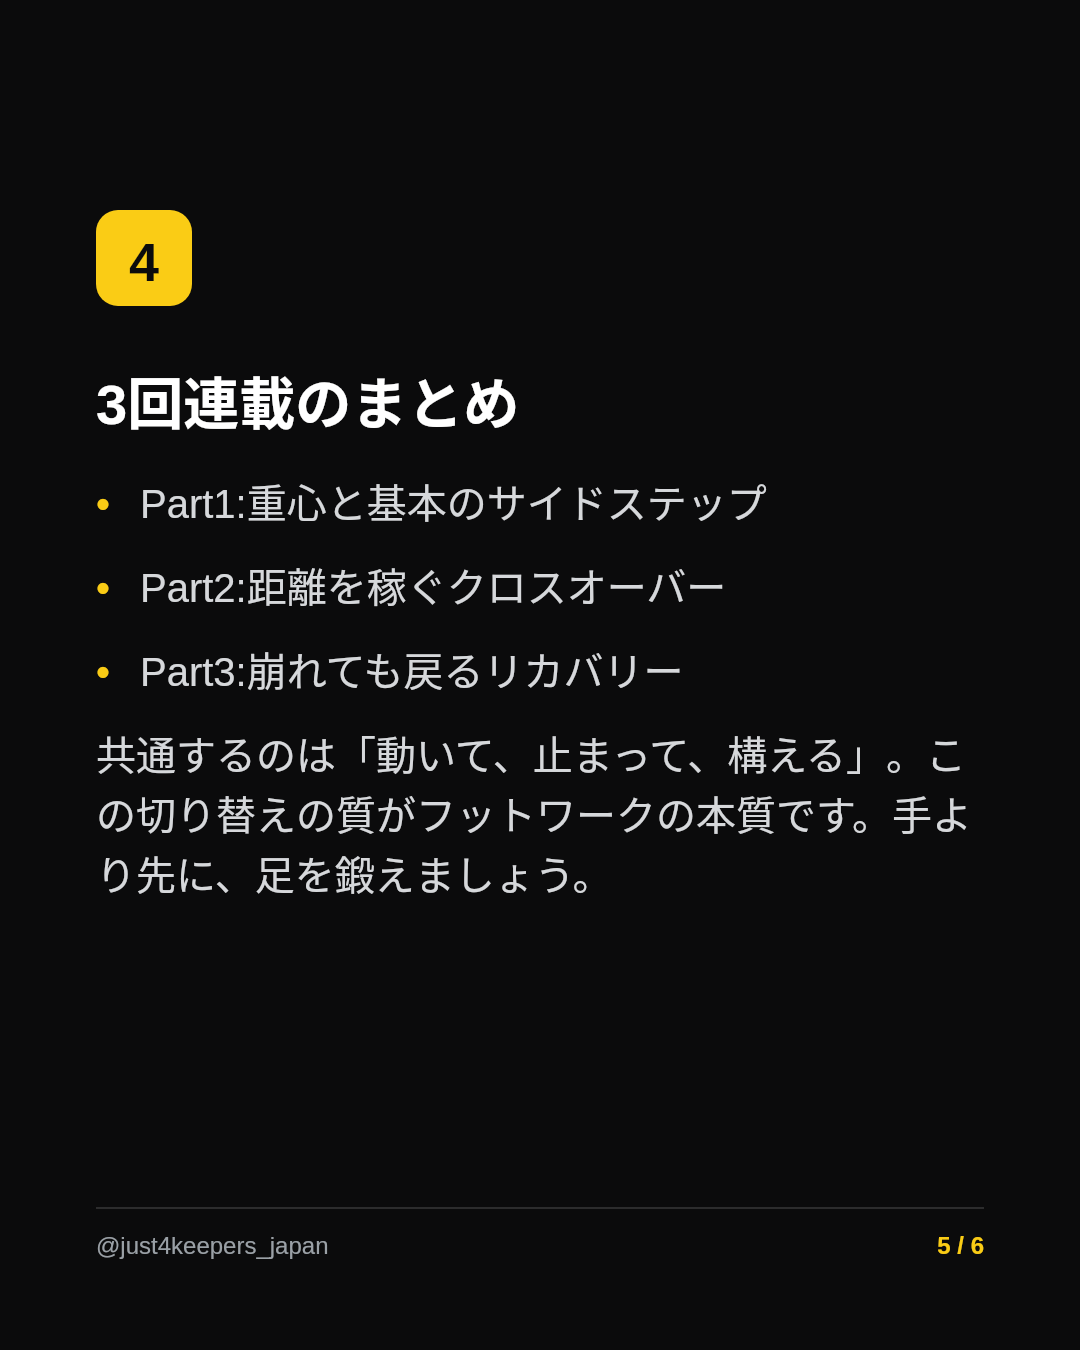 4
3回連載のまとめ
• Part1:重心と基本のサイドステップ
• Part2:距離を稼ぐクロスオーバー
• Part3:崩れても戻るリカバリー
共通するのは「動いて、止まって、構える」。こ
の切り替えの質がフットワークの本質です。手よ
り先に、足を鍛えましょう。
@just4keepers_japan
5 / 6